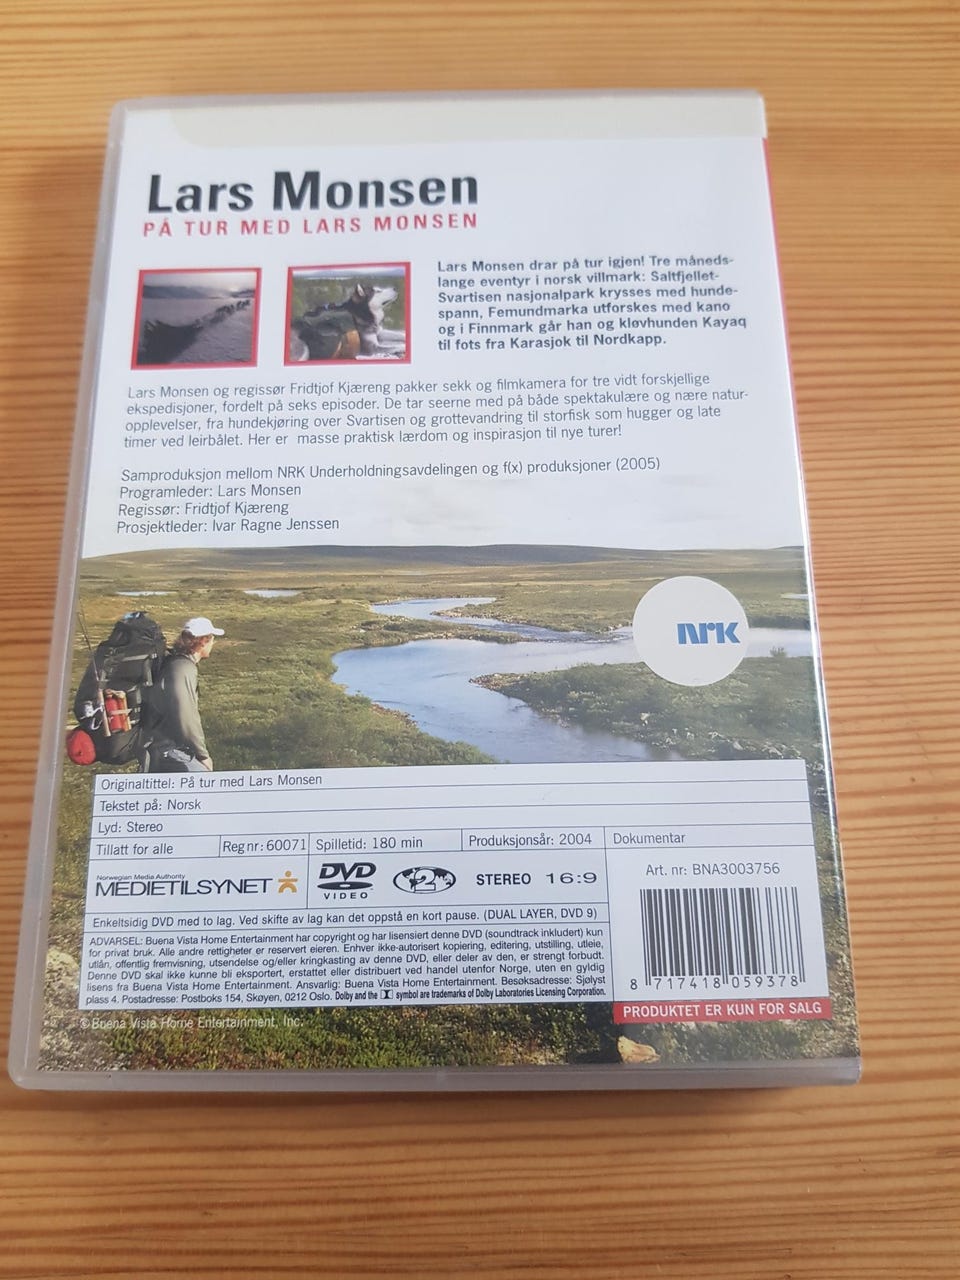 Lars Monsen
PÅ TUR MED LARS MONSEN
Lars Monsen drar på tur igjen! Tre måneds-
lange eventyr i norsk villmark: Saltfjellet-
Svartisen nasjonalpark krysses med hunde-
spann, Femundmarka utforskes med kano
og i Finnmark går han og kløvhunden Kayaq
til fots fra Karasjok til Nordkapp.
Lars Monsen og regissør Fridtjof Kjæreng pakker sekk og filmkamera for tre vidt forskjellige
ekspedisjoner, fordelt på seks episoder. De tar seerne med på både spektakulære og nære natur-
opplevelser, fra hundekjøring over Svartisen og grottevandring til storfisk som hugger og late
timer ved leirbålet. Her er masse praktisk lærdom og inspirasjon til nye turer!
Samproduksjon mellom NRK Underholdningsavdelingen og f(x) produksjoner (2005)
Programleder: Lars Monsen
Regissør: Fridtjof Kjæreng
Prosjektleder: Ivar Ragne Jenssen
NRK
Originaltittel: På tur med Lars Monsen
Tekstet på: Norsk
Lyd: Stereo
Tillatt for alle Reg nr: 60071 Spilletid: 180 min Produksjonsår: 2004 Dokumentar
Norwegian Media Authority
MEDIETILSYNET
DVD VIDEO 2 STEREO 16:9
Art. nr: BNA3003756
Enkeltsidig DVD med to lag. Ved skifte av lag kan det oppstå en kort pause. (DUAL LAYER, DVD 9)
ADVARSEL: Buena Vista Home Entertainment har copyright og har lisensiert denne DVD (soundtrack inkludert) kun
for privat bruk. Alle andre rettigheter er reservert eieren. Enhver ikke-autorisert kopiering, editering, utstilling, utleie,
utlån, offentlig fremvisning, utsendelse og/eller kringkasting av denne DVD, eller deler av den, er strengt forbudt.
Denne DVD skal ikke kunne bli eksportert, erstattet eller distribuert ved handel utenfor Norge, uten en gyldig
lisens fra Buena Vista Home Entertainment. Ansvarlig: Buena Vista Home Entertainment. Besøksadresse: Sjølyst
plass 4. Postadresse: Postboks 154, Skøyen, 0212 Oslo. Dolby and the symbol are trademarks of Dolby Laboratories Licensing Corporation.
8 717418 059378
PRODUKTET ER KUN FOR SALG
© Buena Vista Home Entertainment, Inc.